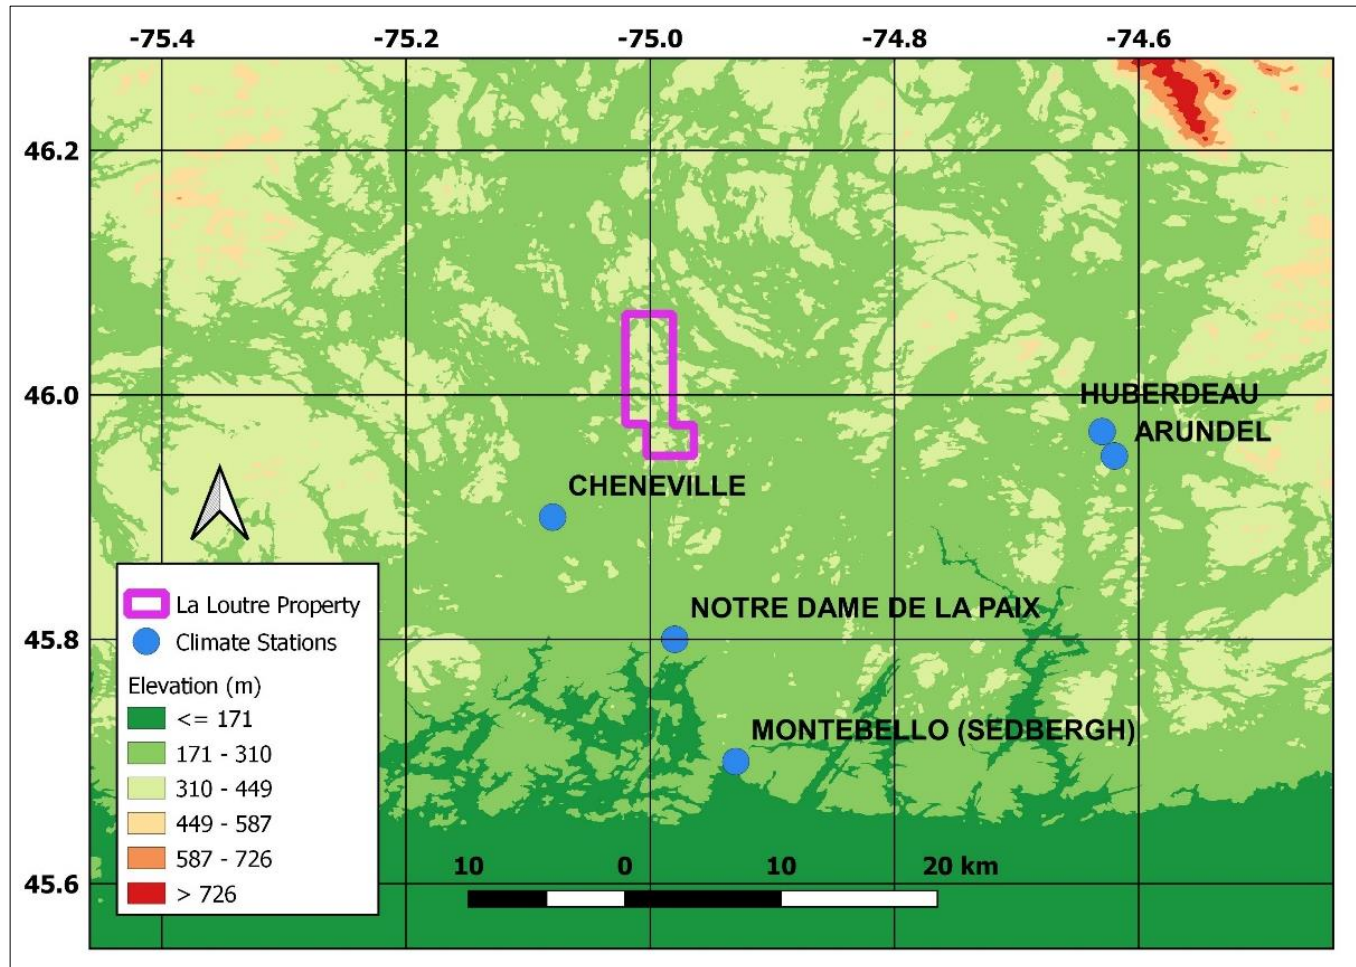 -75.4 -75.2 -75.0 -74.8 -74.6
46.2
46.0
HUBERDEAU
ARUNDEL
CHENEVILLE
La Loutre Property
NOTRE DAME DE LA PAIX
Climate Stations
45.8
Elevation (m)
<= 171
MONTEBELLO (SEDBERGH)
171 - 310
310 - 449
449 - 587
587 - 726
10 0 10 20 km
45.6
> 726